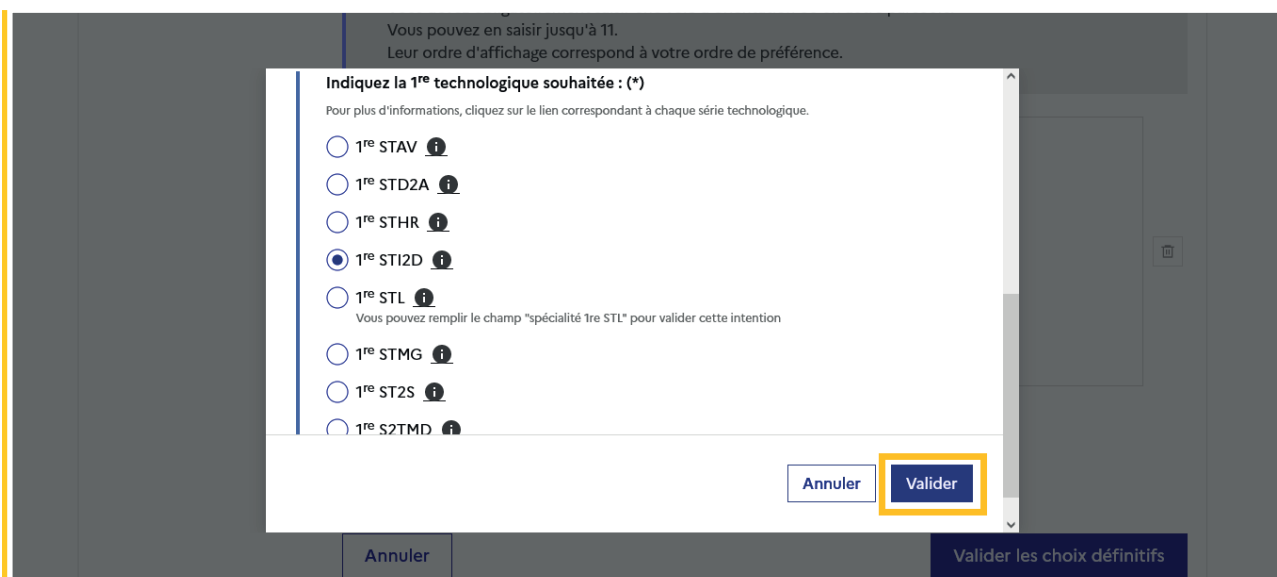 Vous pouvez en saisir jusqu'à 11.
Leur ordre d'affichage correspond à votre ordre de préférence.
Indiquez la 1re technologique souhaitée : (*)
Pour plus d'informations, cliquez sur le lien correspondant à chaque série technologique.
1re STAV
1re STD2A
1re STHR
1re STI2D
1re STL
Vous pouvez remplir le champ "spécialité 1re STL" pour valider cette intention
1re STMG
1re ST2S
1re S2TMD
Annuler Valider
Annuler Valider les choix définitifs